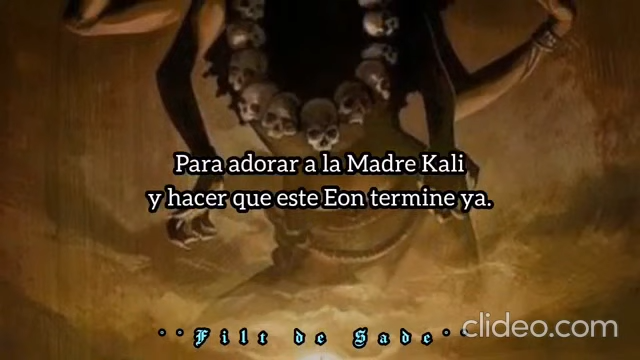 Para adorar a la Madre Kali
y hacer que este Eon termine ya.
´´Filt de Sade´´
clideo.com